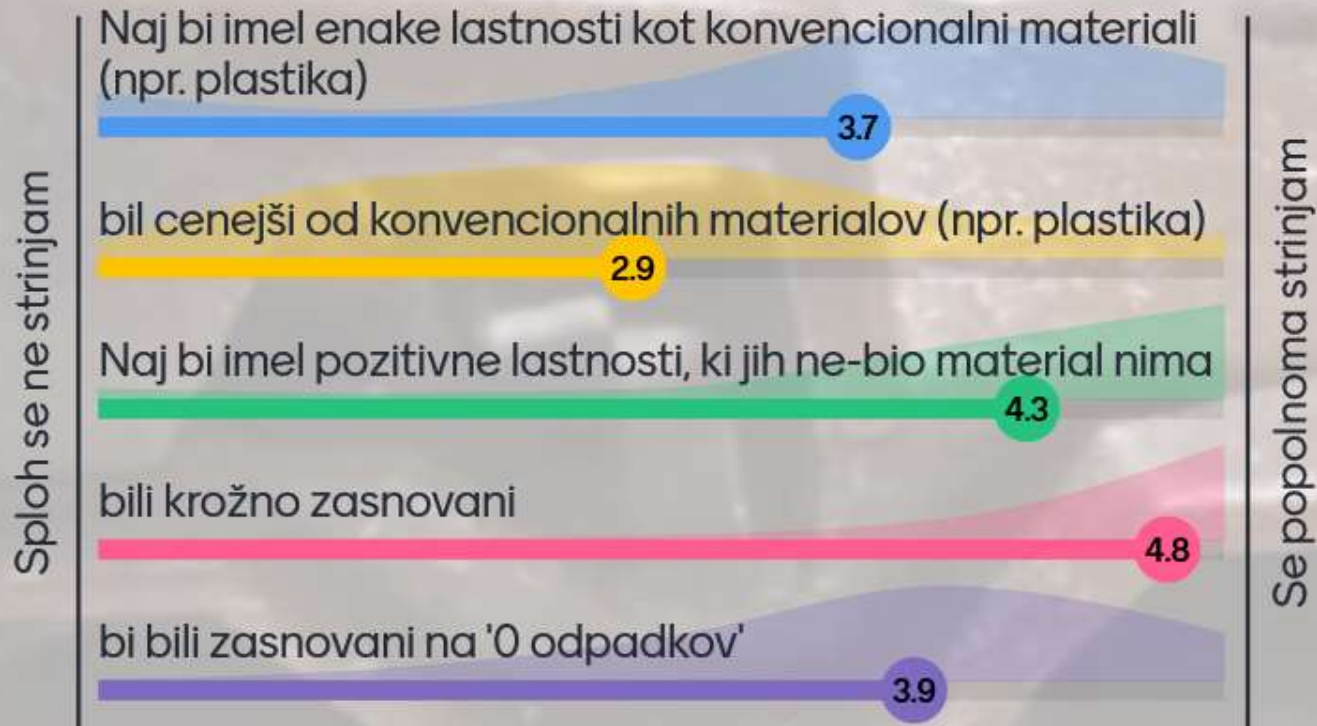 Sploh se ne strinjam
Naj bi imel enake lastnosti kot konvencionalni materiali
(npr. plastika)
3.7
bil cenejši od konvencionalnih materialov (npr. plastika)
2.9
Naj bi imel pozitivne lastnosti, ki jih ne-bio material nima
4.3
bili krožno zasnovani
4.8
bi bili zasnovani na '0 odpadkov'
3.9
Se popolnoma strinjam